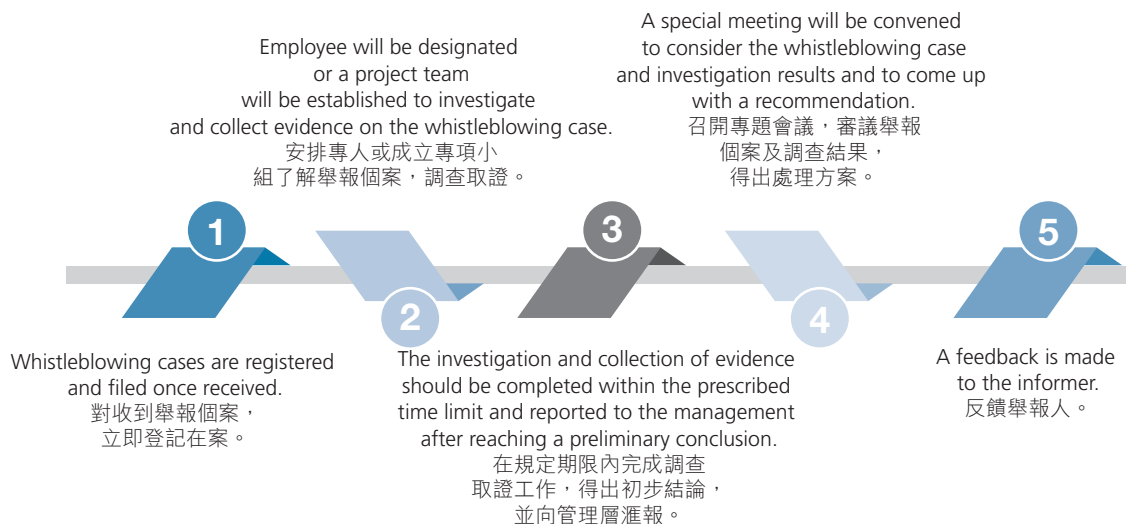 1
Whistleblowing cases are registered
and filed once received.
對收到舉報個案，
立即登記在案。
Employee will be designated
or a project team
will be established to investigate
and collect evidence on the whistleblowing case.
安排專人或成立專項小
組了解舉報個案，調查取證。
2
3
The investigation and collection of evidence
should be completed within the prescribed
time limit and reported to the management
after reaching a preliminary conclusion.
在規定期限內完成調查
取證工作，得出初步結論，
並向管理層滙報。
A special meeting will be convened
to consider the whistleblowing case
and investigation results and to come up
with a recommendation.
召開專題會議，審議舉報
個案及調查結果，
得出處理方案。
4
5
A feedback is made
to the informer.
反饋舉報人。